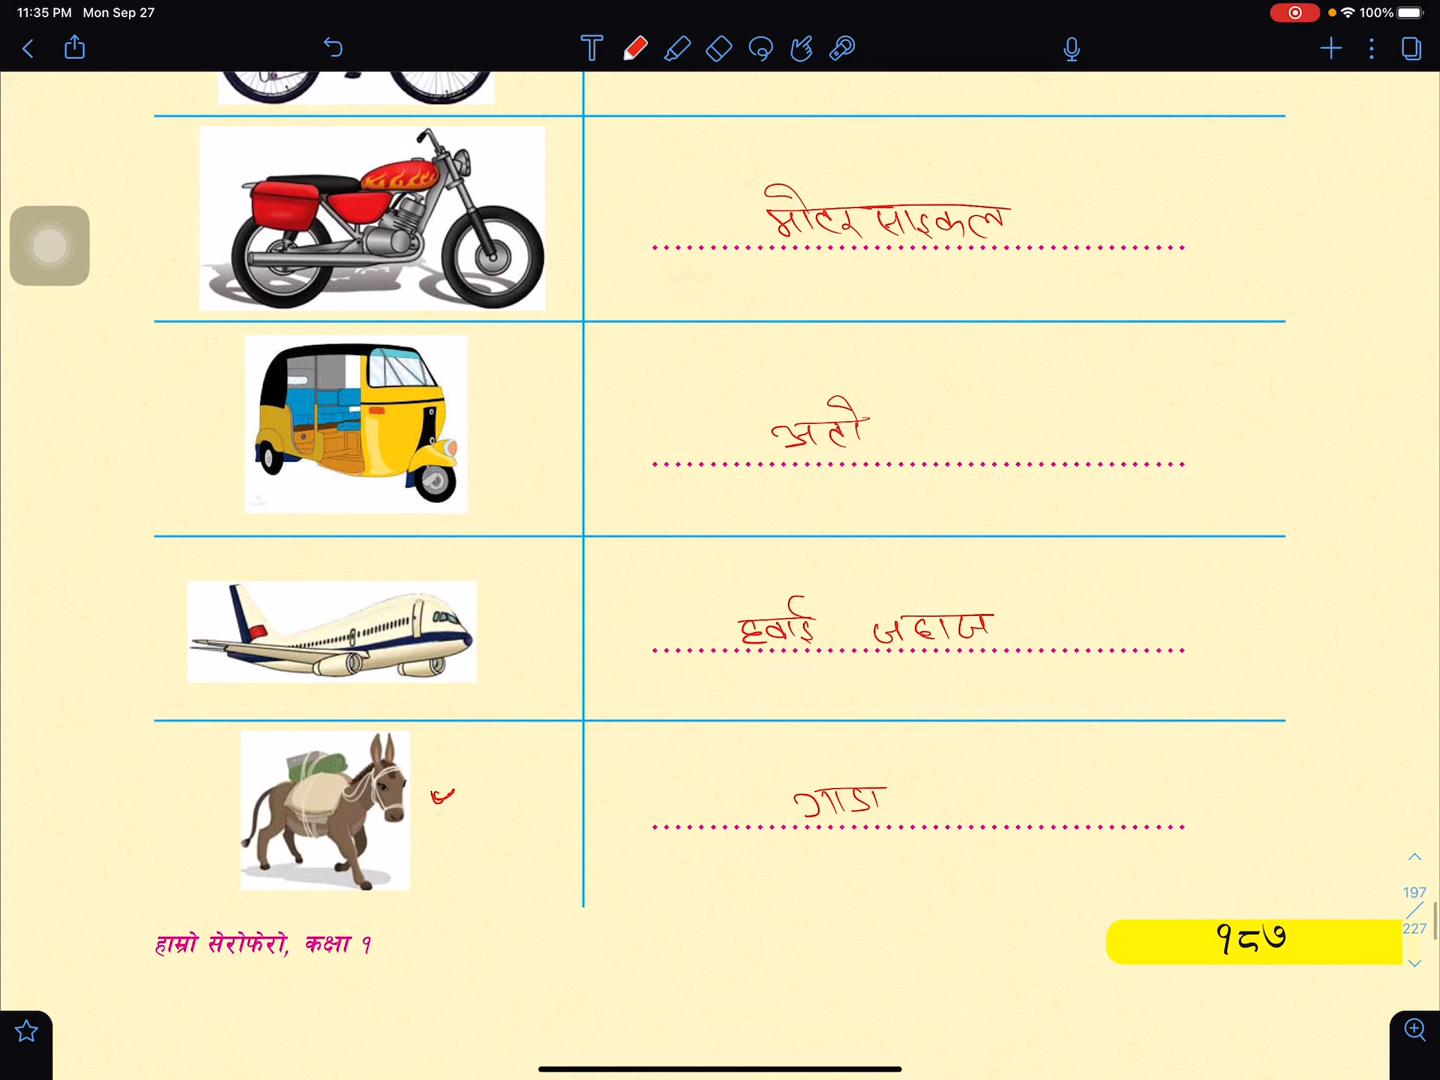 11:35 PM Mon Sep 27
100%
मोटर साइकल
अटो
हवाई जहाज
गाडा
197
227
हाम्रो सेरोफेरो, कक्षा १
१८७